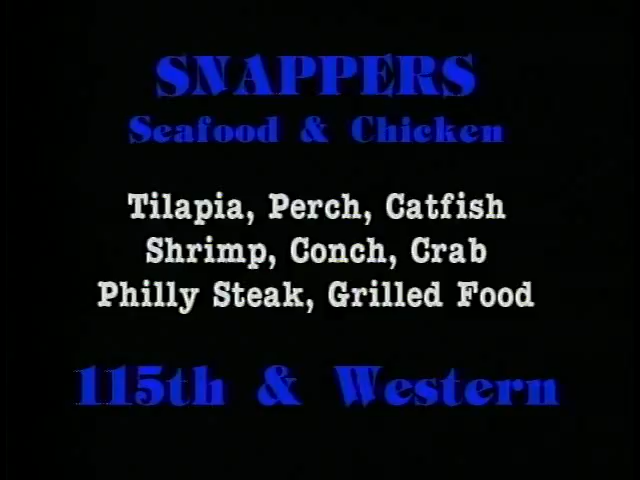 SNAPPERS
Seafood & Chicken
Tilapia, Perch, Catfish
Shrimp, Conch, Crab
Philly Steak, Grilled Food
115th & Western